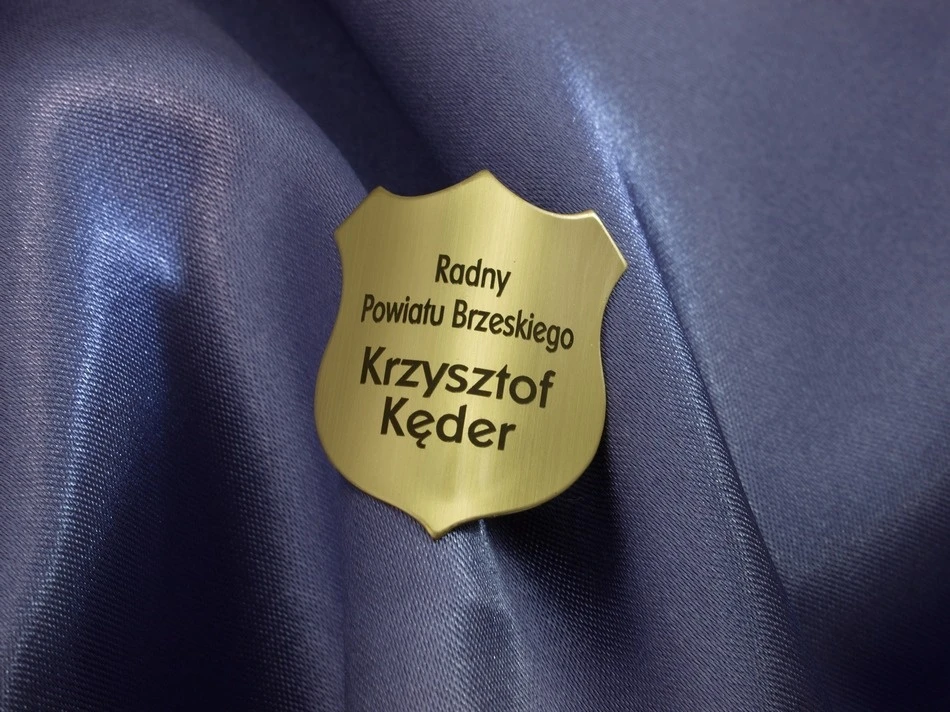 Radny
Powiatu Brzeskiego
Krzysztof
Kęder